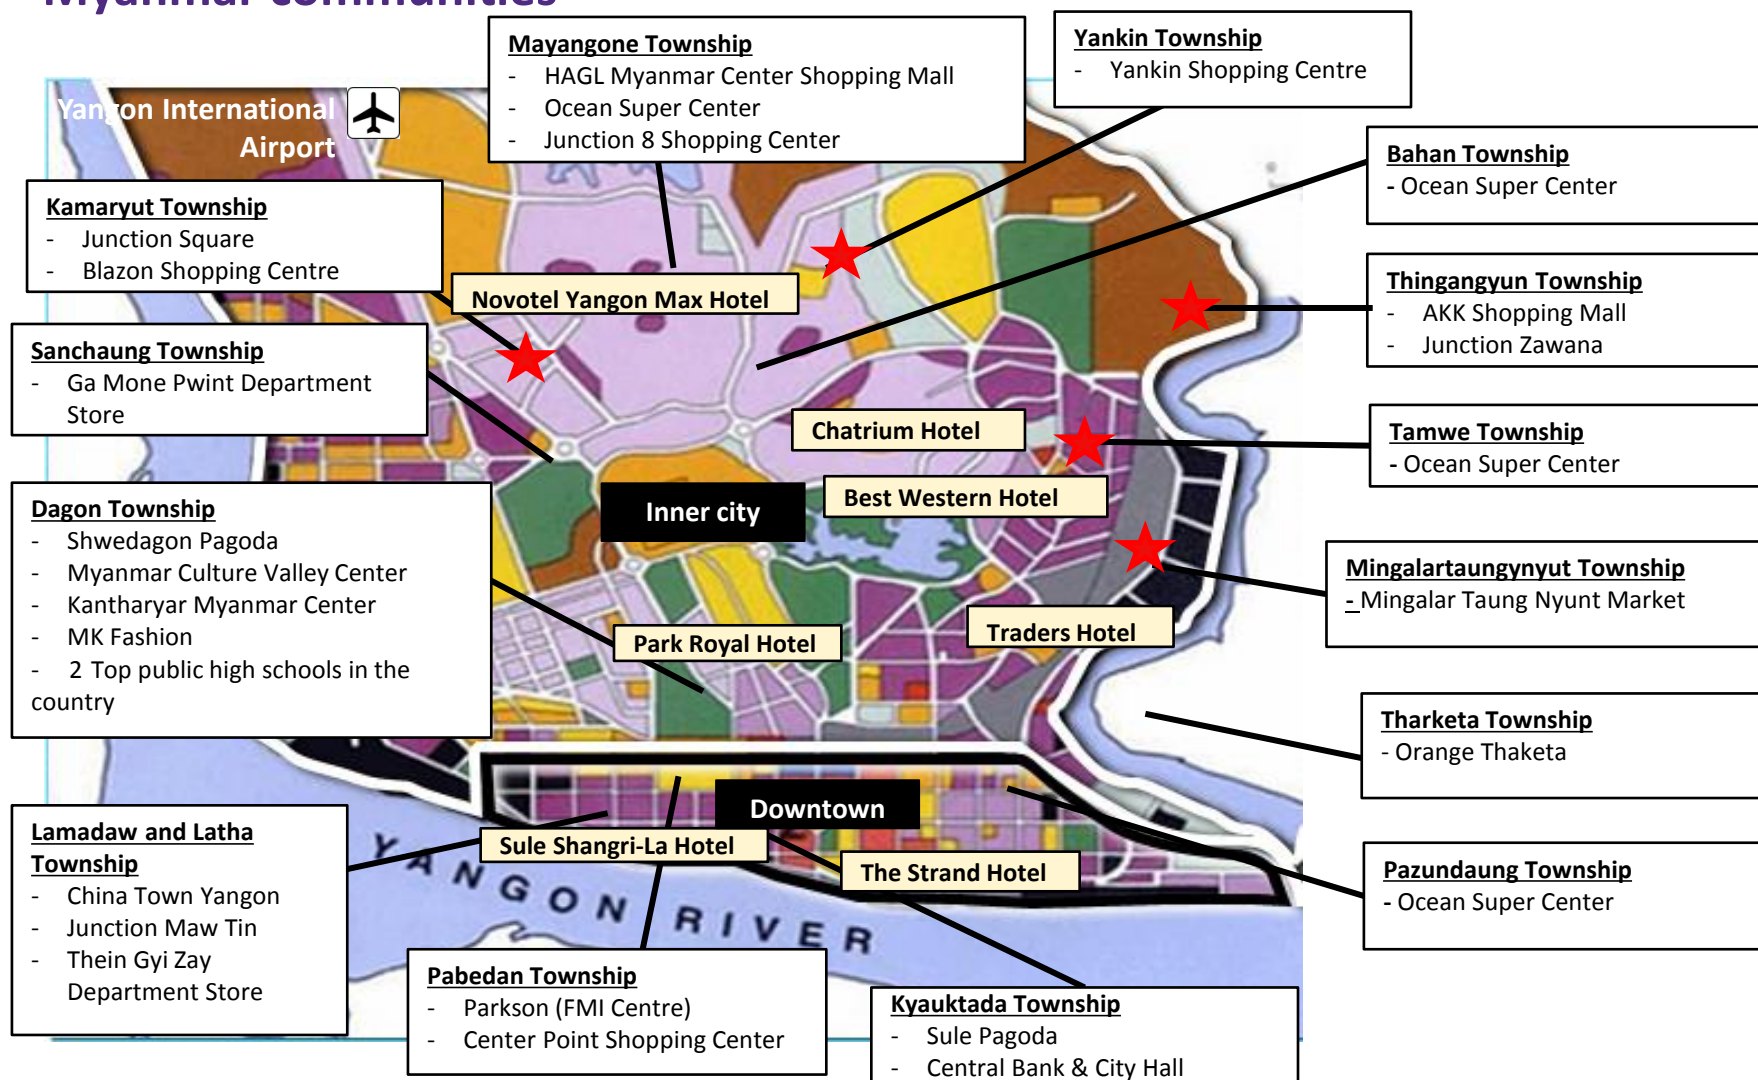 Myanmar communities
Mayangone Township
- HAGL Myanmar Center Shopping Mall
- Ocean Super Center
- Junction 8 Shopping Center
Yankin Township
- Yankin Shopping Centre
Yangon International
Airport
Bahan Township
- Ocean Super Center
Kamaryut Township
- Junction Square
- Blazon Shopping Centre
Novotel Yangon Max Hotel
Thingangyun Township
- AKK Shopping Mall
- Junction Zawana
Sanchaung Township
- Ga Mone Pwint Department
Store
Chatrium Hotel
Tamwe Township
- Ocean Super Center
Best Western Hotel
Inner city
Dagon Township
- Shwedagon Pagoda
- Myanmar Culture Valley Center
- Kantharyar Myanmar Center
- MK Fashion
- 2 Top public high schools in the
country
Mingalartaungynyut Township
- Mingalar Taung Nyunt Market
Traders Hotel
Park Royal Hotel
Tharketa Township
- Orange Thaketa
Downtown
Lamadaw and Latha
Township
- China Town Yangon
- Junction Maw Tin
- Thein Gyi Zay
Department Store
Sule Shangri-La Hotel
The Strand Hotel
YANGON RIVER
Pazundaung Township
- Ocean Super Center
Pabedan Township
- Parkson (FMI Centre)
- Center Point Shopping Center
Kyauktada Township
- Sule Pagoda
- Central Bank & City Hall